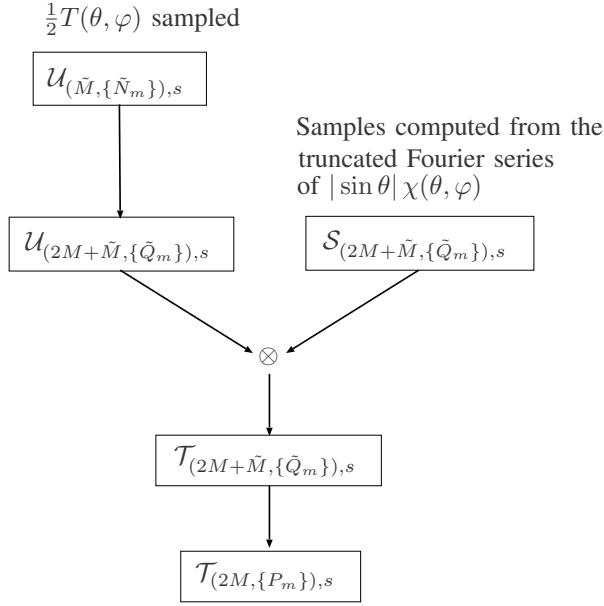 ½T(θ, φ) sampled
𝒰_{(M̃,{Ñ_m}),s}
Samples computed from the
truncated Fourier series
of | sin θ| χ(θ, φ)
𝒰_{(2M+M̃,{Q̃_m}),s}
𝒮_{(2M+M̃,{Q̃_m}),s}
⊗
𝒯_{(2M+M̃,{Q̃_m}),s}
𝒯_{(2M,{P_m}),s}